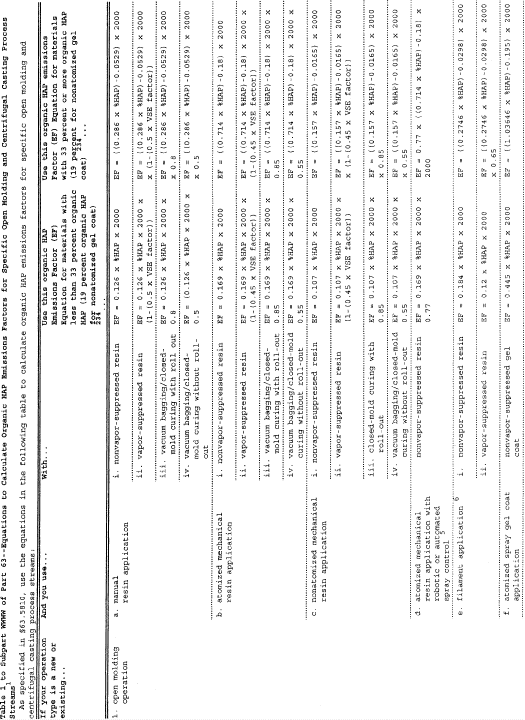 Table 1 to Subpart WWWW of Part 63--Equations to Calculate Organic HAP Emissions Factors for Specific Open Molding and Centrifugal Casting Process
Streams¹
As specified in §63.5810, use the equations in the following table to calculate organic HAP emissions factors for specific open molding and
centrifugal casting process streams:
If your operation
type is a new or
existing...
And you use...
With...
Use this organic HAP
Emissions Factor (EF)
Equation for materials with
less than 33 percent organic
HAP (19 percent organic HAP
for nonatomized gel coat)
Use this organic HAP emissions
Factor (EF) Equation for materials
with 33 percent or more organic HAP
(19 percent for nonatomized gel
coat)
1. open molding
operation
a. manual
resin application
i. nonvapor-suppressed resin
EF = 0.126 x %HAP x 2000
EF = ((0.286 x %HAP)-0.0529) x 2000
ii. vapor-suppressed resin
EF = 0.126 x %HAP x 2000 x
(1-(0.5 x VSE factor))
EF = ((0.286 x %HAP)-0.0529) x 2000
x (1-(0.5 x VSE factor))
iii. vacuum bagging/closed-
mold curing with roll out
EF = 0.126 x %HAP x 2000 x
0.8
EF = ((0.286 x %HAP)-0.0529) x 2000
x 0.8
iv. vacuum bagging/closed-
mold curing without roll-
out
EF = (0.126 x %HAP x 2000 x
0.5
EF = ((0.286 x %HAP)-0.0529) x 2000
x 0.5
b. atomized mechanical
resin application
i. nonvapor-suppressed resin
EF = 0.169 x %HAP x 2000
EF = ((0.714 x %HAP)-0.18) x 2000
ii. vapor-suppressed resin
EF = 0.169 x %HAP x 2000 x
(1-(0.45 x VSE factor))
EF = ((0.714 x %HAP)-0.18) x 2000 x
(1-(0.45 x VSE factor))
iii. vacuum bagging/closed-
mold curing with roll-out
EF = 0.169 x %HAP x 2000 x
0.85
EF = ((0.714 x %HAP)-0.18) x 2000 x
0.85
iv. vacuum bagging/closed-mold
curing without roll-out
EF = 0.169 x %HAP x 2000 x
0.55
EF = ((0.714 x %HAP)-0.18) x 2000 x
0.55
c. nonatomized mechanical
resin application
i. nonvapor-suppressed resin
EF = 0.107 x %HAP x 2000
EF = ((0.157 x %HAP)-0.0165) x 2000
ii. vapor-suppressed resin
EF = 0.107 x %HAP x 2000 x
(1-(0.45 x VSE factor))
EF = ((0.157 x %HAP)-0.0165) x 2000 x
(1-(0.45 x VSE factor))
iii. closed-mold curing with
roll-out
EF = 0.107 x %HAP x 2000 x
0.85
EF = ((0.157 x %HAP)-0.0165) x 2000
x 0.85
iv. vacuum bagging/closed-mold
curing without roll-out
EF = 0.107 x %HAP x 2000 x
0.55
EF = ((0.157 x %HAP)-0.0165) x 2000
x 0.55
d. atomized mechanical
resin application with
robotic or automated
spray control ⁵
nonvapor-suppressed resin
EF = 0.169 x %HAP x 2000 x
0.77
EF = 0.77 x ((0.714 x %HAP)-0.18) x
2000
e. filament application ⁶
i. nonvapor-suppressed resin
EF = 0.184 x %HAP x 2000
EF = ((0.2746 x %HAP)-0.0298) x 2000
ii. vapor-suppressed resin
EF = 0.12 x %HAP x 2000
EF = ((0.2746 x %HAP)-0.0298) x 2000
x 0.65
f. atomized spray gel coat
application
nonvapor-suppressed gel
coat
EF = 0.445 x %HAP x 2000
EF = ((1.03646 x %HAP)-0.195) x 2000